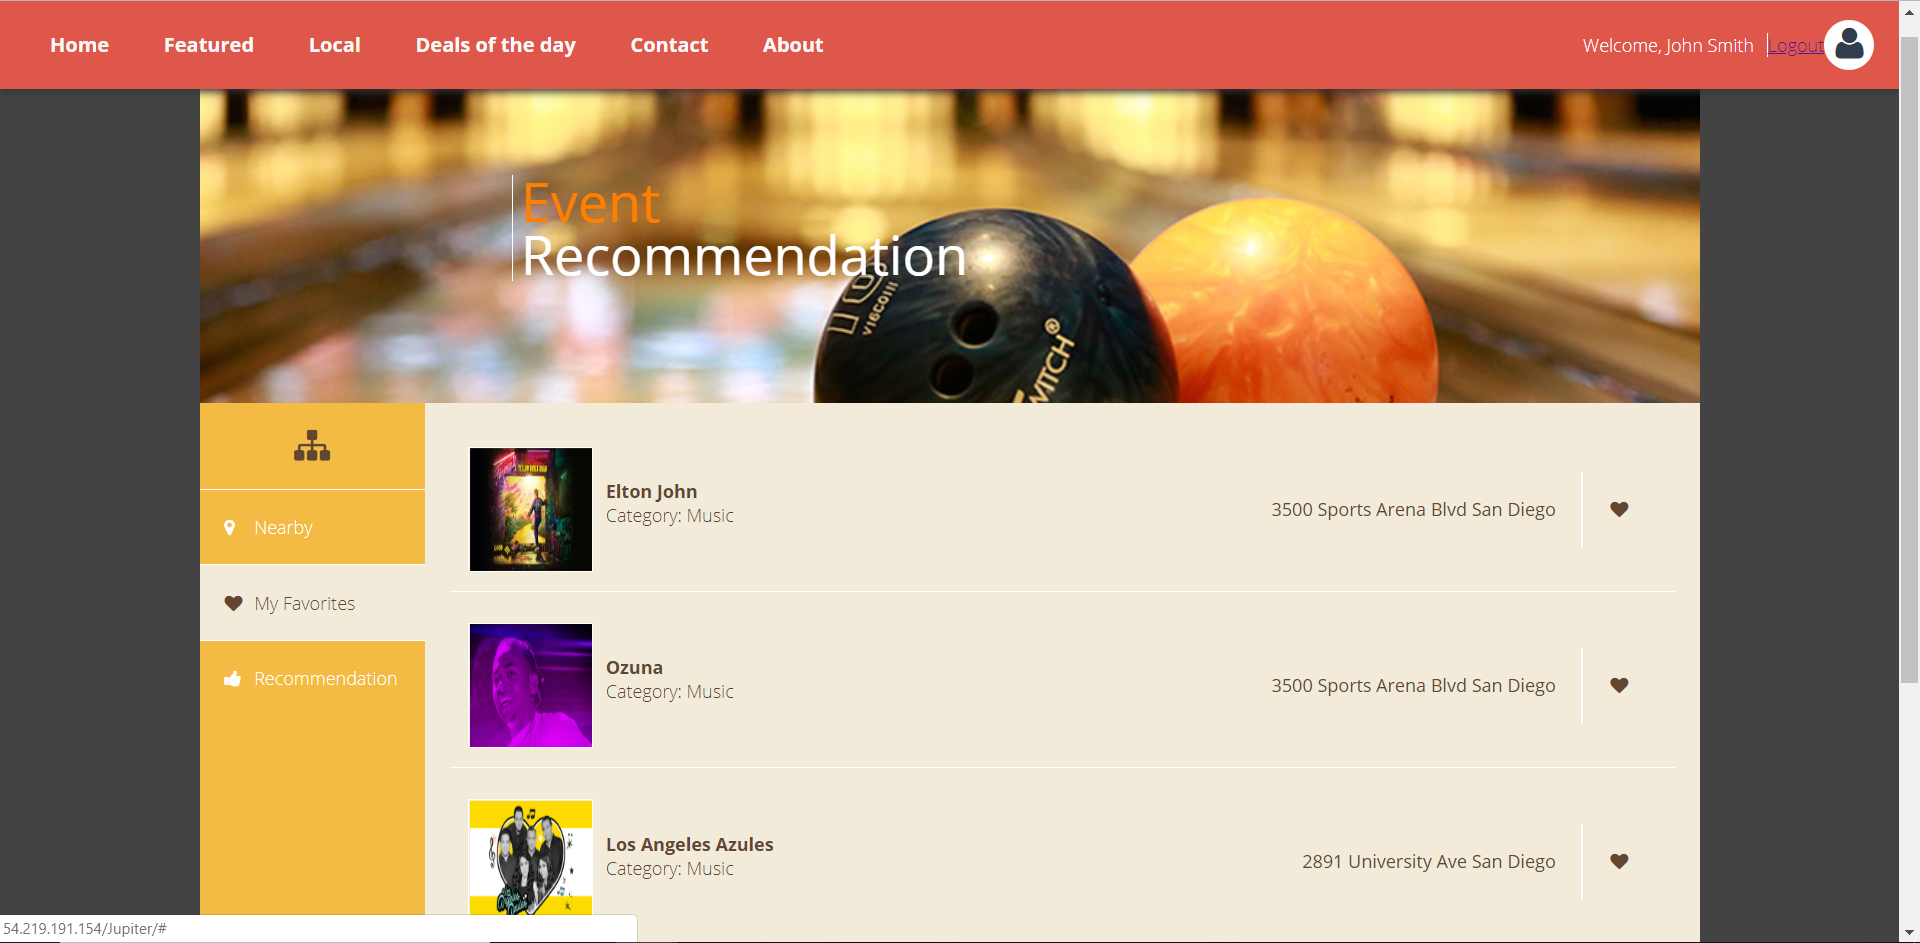 Home Featured Local Deals of the day Contact About Welcome, John Smith Logout
Event
Recommendation
VI6COIII
WITCH®
Nearby
My Favorites
Recommendation
Elton John
Category: Music
3500 Sports Arena Blvd San Diego
Ozuna
Category: Music
3500 Sports Arena Blvd San Diego
Los Angeles Azules
Category: Music
2891 University Ave San Diego
54.219.191.154/Jupiter/#